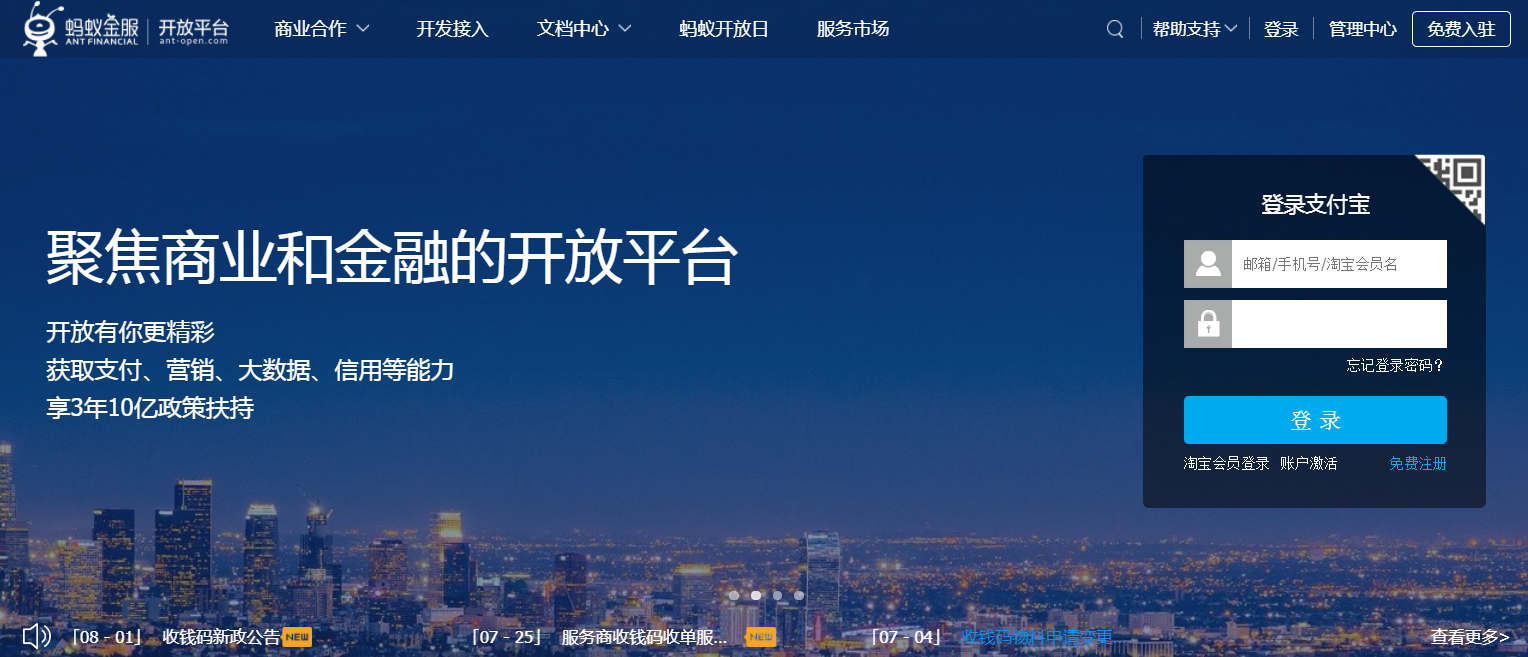 蚂蚁金服 开放平台 商业合作 开发接入 文档中心 蚂蚁开放日 服务市场 帮助支持 登录 管理中心 免费入驻
ANT FINANCIAL ant-open.com
登录支付宝
聚焦商业和金融的开放平台
邮箱/手机号/淘宝会员名
开放有你更精彩
获取支付、营销、大数据、信用等能力
忘记登录密码?
享3年10亿政策扶持
登 录
淘宝会员登录 账户激活 免费注册
「08 - 01」 收钱码新政公告 NEW 「07 - 25」 服务商收钱码收单服... NEW 「07 - 04」 收钱码物料申请变更 查看更多>